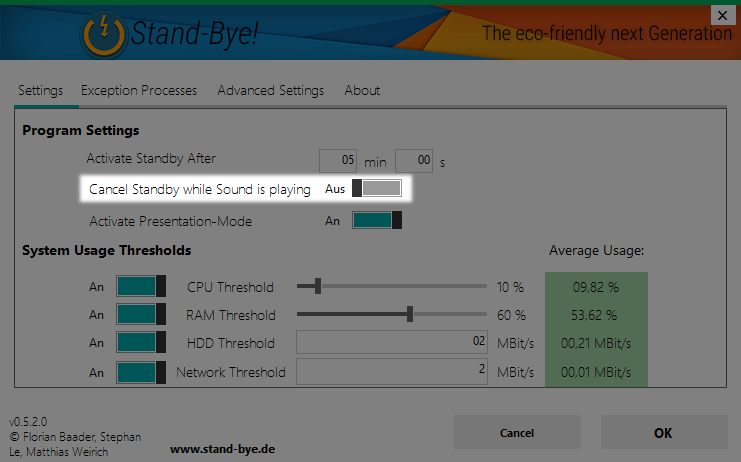 Stand-Bye!
The eco-friendly next Generation
Settings Exception Processes Advanced Settings About
Program Settings
Activate Standby After 05 min 00 s
Cancel Standby while Sound is playing Aus
Activate Presentation-Mode An
System Usage Thresholds Average Usage:
An CPU Threshold 10 % 09,82 %
An RAM Threshold 60 % 53,62 %
An HDD Threshold 02 MBit/s 00,21 MBit/s
An Network Threshold 2 MBit/s 00,01 MBit/s
v0.5.2.0
© Florian Baader, Stephan
Le, Matthias Weirich
www.stand-bye.de
Cancel OK